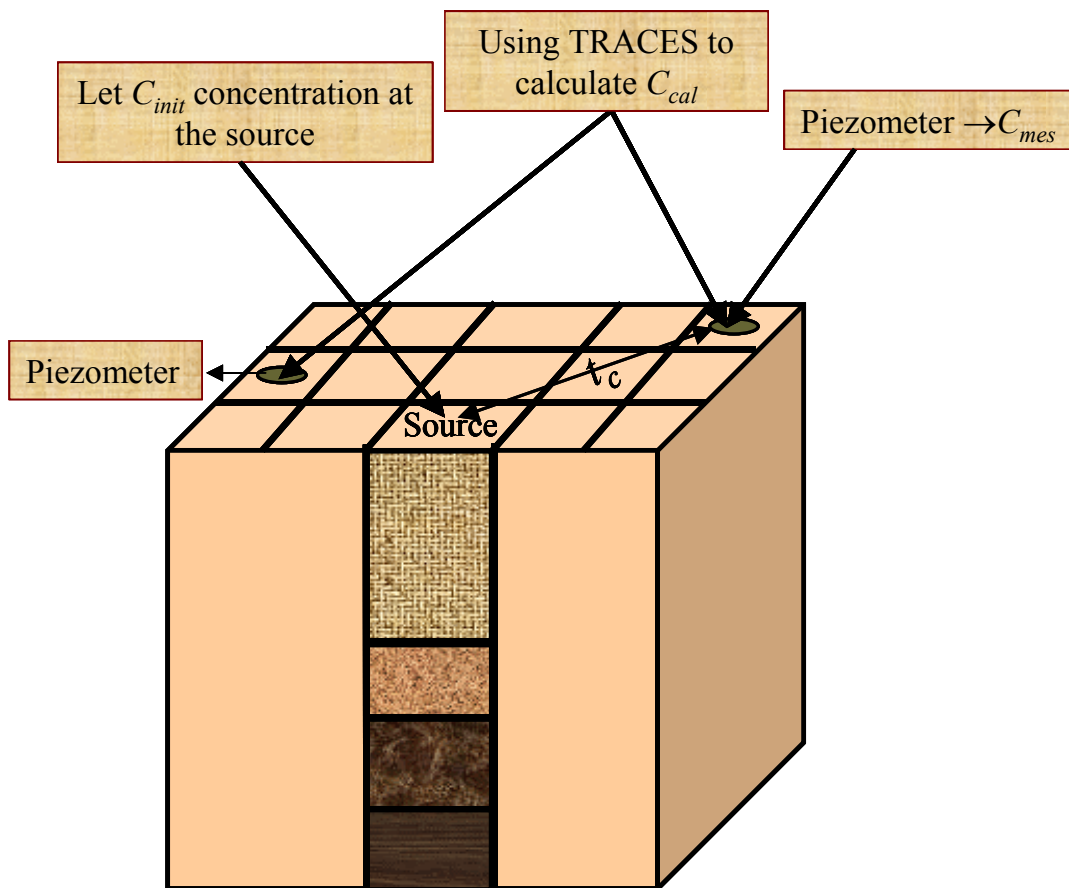 Let C_init concentration at
the source
Using TRACES to
calculate C_cal
Piezometer →C_mes
Piezometer
t_c
Source